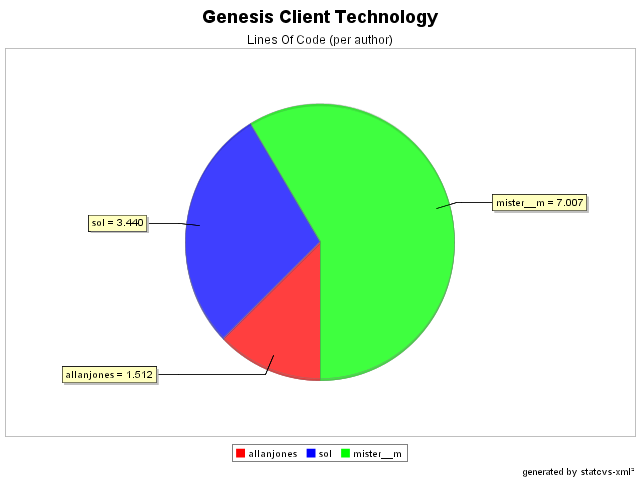 Genesis Client Technology
Lines Of Code (per author)
mister__m = 7.007
sol = 3.440
allanjones = 1.512
allanjones sol mister__m
generated by statcvs-xml²